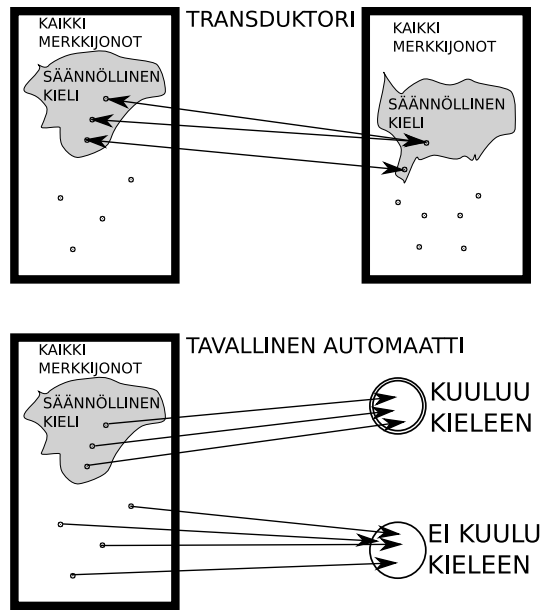 KAIKKI
MERKKIJONOT
SÄÄNNÖLLINEN
KIELI
TRANSDUKTORI
KAIKKI
MERKKIJONOT
SÄÄNNÖLLINEN
KIELI
KAIKKI
MERKKIJONOT
SÄÄNNÖLLINEN
KIELI
TAVALLINEN AUTOMAATTI
KUULUU
KIELEEN
EI KUULU
KIELEEN